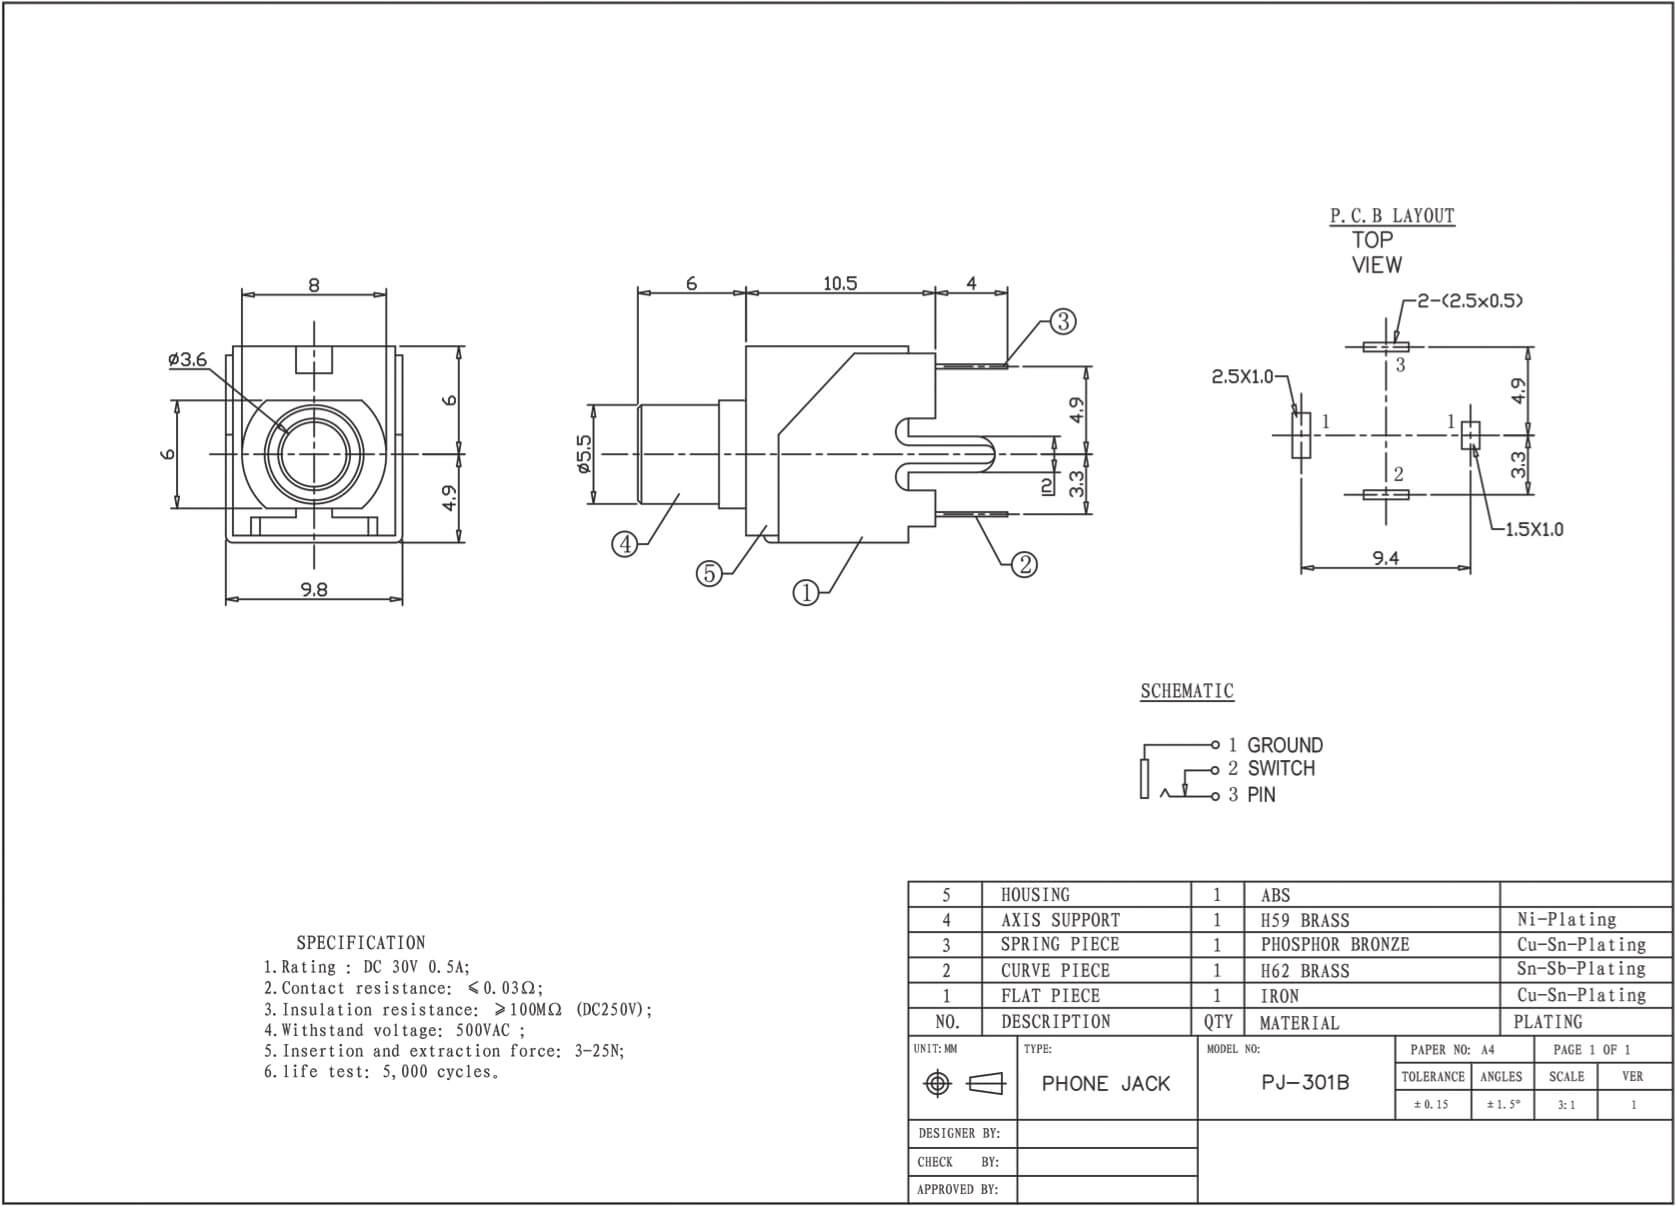 P.C.B LAYOUT
TOP
VIEW
8
ø3.6
6
6
4.9
9.8
6
10.5
4
③
ø5.5
4.9
2
3.3
④
⑤
①
②
2-(2.5x0.5)
3
2.5X1.0
1
1
4.9
2
3.3
1.5X1.0
9.4
SCHEMATIC
1 GROUND
2 SWITCH
3 PIN
SPECIFICATION
1.Rating : DC 30V 0.5A;
2.Contact resistance: ≤0.03Ω;
3.Insulation resistance: ≥100MΩ (DC250V);
4.Withstand voltage: 500VAC ;
5.Insertion and extraction force: 3-25N;
6.life test: 5,000 cycles。
5 HOUSING 1 ABS
4 AXIS SUPPORT 1 H59 BRASS Ni-Plating
3 SPRING PIECE 1 PHOSPHOR BRONZE Cu-Sn-Plating
2 CURVE PIECE 1 H62 BRASS Sn-Sb-Plating
1 FLAT PIECE 1 IRON Cu-Sn-Plating
NO. DESCRIPTION QTY MATERIAL PLATING
UNIT:MM TYPE: MODEL NO: PAPER NO: A4 PAGE 1 OF 1
PHONE JACK PJ-301B TOLERANCE ANGLES SCALE VER
±0.15 ±1.5° 3:1 1
DESIGNER BY:
CHECK BY:
APPROVED BY: